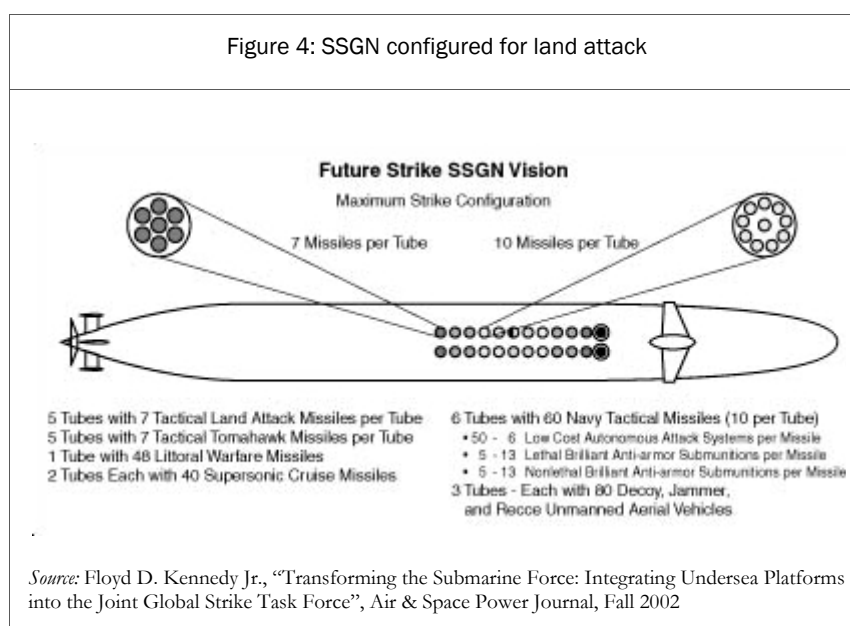 Figure 4: SSGN configured for land attack
Future Strike SSGN Vision
Maximum Strike Configuration
7 Missiles per Tube
10 Missiles per Tube
5 Tubes with 7 Tactical Land Attack Missiles per Tube
5 Tubes with 7 Tactical Tomahawk Missiles per Tube
1 Tube with 48 Littoral Warfare Missiles
2 Tubes Each with 40 Supersonic Cruise Missiles
6 Tubes with 60 Navy Tactical Missiles (10 per Tube)
• 50 - 6 Low Cost Autonomous Attack Systems per Missile
• 5 - 13 Lethal Brilliant Anti-armor Submunitions per Missile
• 5 - 13 Nonlethal Brilliant Anti-armor Submunitions per Missile
3 Tubes - Each with 80 Decoy, Jammer,
and Recce Unmanned Aerial Vehicles
Source: Floyd D. Kennedy Jr., “Transforming the Submarine Force: Integrating Undersea Platforms
into the Joint Global Strike Task Force”, Air & Space Power Journal, Fall 2002